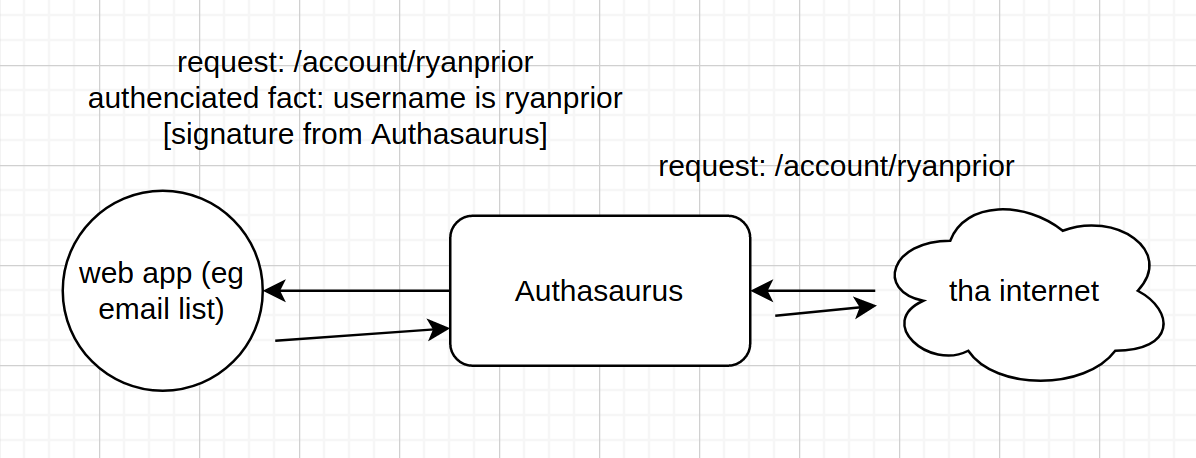 request: /account/ryanprior
authenciated fact: username is ryanprior
[signature from Authasaurus]
request: /account/ryanprior
web app (eg
email list)
Authasaurus
tha internet